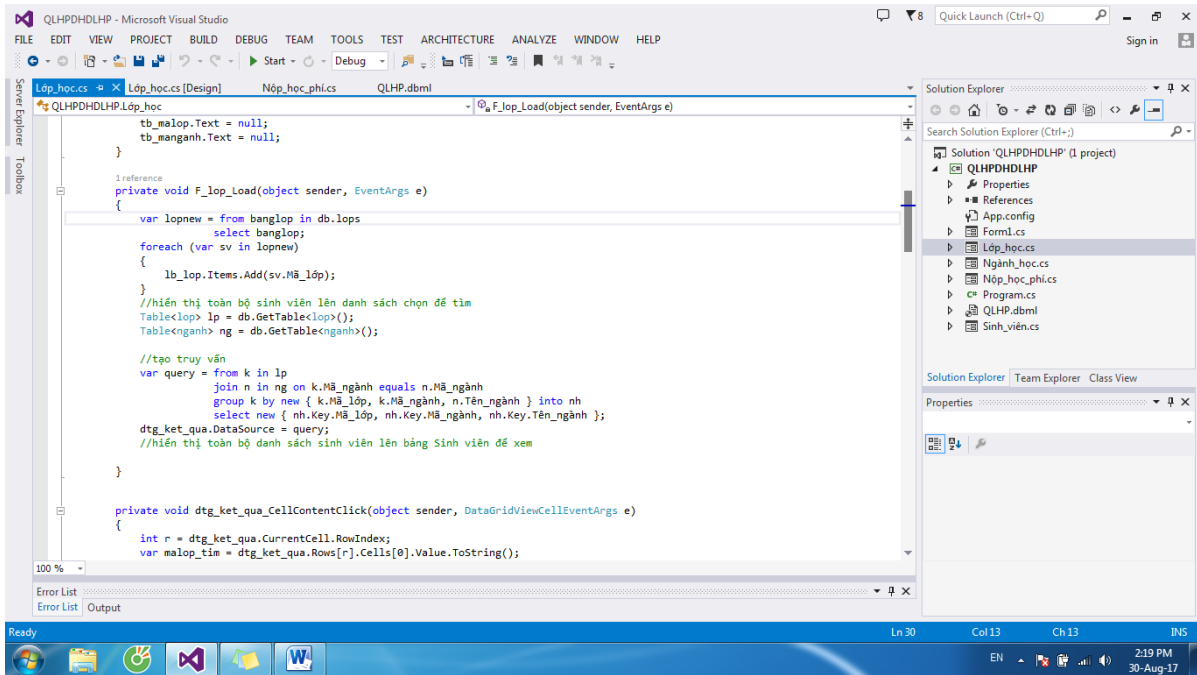 QLHPDHDLHP - Microsoft Visual Studio
8
Quick Launch (Ctrl+Q)
FILE EDIT VIEW PROJECT BUILD DEBUG TEAM TOOLS TEST ARCHITECTURE ANALYZE WINDOW HELP
Sign in
Start
Debug
Server Explorer
Toolbox
Lớp_học.cs Lớp_học.cs [Design] Nộp_học_phí.cs QLHP.dbml
QLHPDHDLHP.Lớp_học
F_lop_Load(object sender, EventArgs e)
tb_malop.Text = null;
tb_manganh.Text = null;
}
1 reference
private void F_lop_Load(object sender, EventArgs e)
{
var lopnew = from banglop in db.lops
select banglop;
foreach (var sv in lopnew)
{
lb_lop.Items.Add(sv.Mã_lớp);
}
//hiển thị toàn bộ sinh viên lên danh sách chọn để tìm
Table<lop> lp = db.GetTable<lop>();
Table<nganh> ng = db.GetTable<nganh>();
//tạo truy vấn
var query = from k in lp
join n in ng on k.Mã_ngành equals n.Mã_ngành
group k by new { k.Mã_lớp, k.Mã_ngành, n.Tên_ngành } into nh
select new { nh.Key.Mã_lớp, nh.Key.Mã_ngành, nh.Key.Tên_ngành };
dtg_ket_qua.DataSource = query;
//hiển thị toàn bộ danh sách sinh viên lên bảng Sinh viên để xem
}
private void dtg_ket_qua_CellContentClick(object sender, DataGridViewCellEventArgs e)
{
int r = dtg_ket_qua.CurrentCell.RowIndex;
var malop_tim = dtg_ket_qua.Rows[r].Cells[0].Value.ToString();
100 %
Error List
Error List Output
Solution Explorer
Search Solution Explorer (Ctrl+;)
Solution 'QLHPDHDLHP' (1 project)
QLHPDHDLHP
Properties
References
App.config
Form1.cs
Lớp_học.cs
Ngành_học.cs
Nộp_học_phí.cs
Program.cs
QLHP.dbml
Sinh_viên.cs
Solution Explorer Team Explorer Class View
Properties
Ready
Ln 30 Col 13 Ch 13 INS
EN
2:19 PM
30-Aug-17